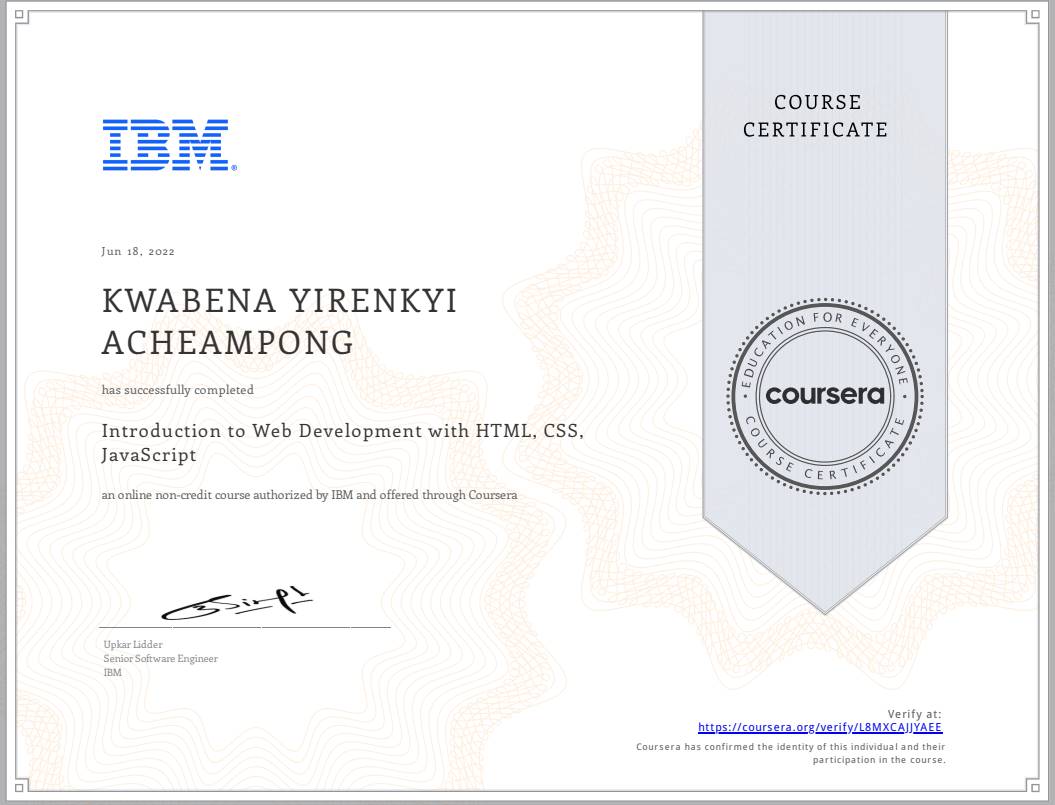 COURSE
CERTIFICATE
IBM®
Jun 18, 2022
KWABENA YIRENKYI
ACHEAMPONG
has successfully completed
Introduction to Web Development with HTML, CSS,
JavaScript
an online non-credit course authorized by IBM and offered through Coursera
EDUCATION FOR EVERYONE
coursera
COURSE CERTIFICATE
Upkar Lidder
Senior Software Engineer
IBM
Verify at:
https://coursera.org/verify/L8MXCAJJYAEE
Coursera has confirmed the identity of this individual and their
participation in the course.